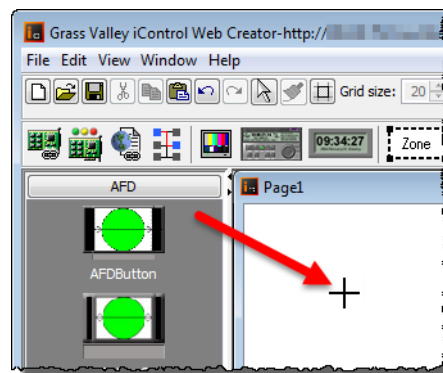 Grass Valley iControl Web Creator-http://
File Edit View Window Help
Grid size: 20
09:34:27
Zone
AFD
Page1
AFDButton